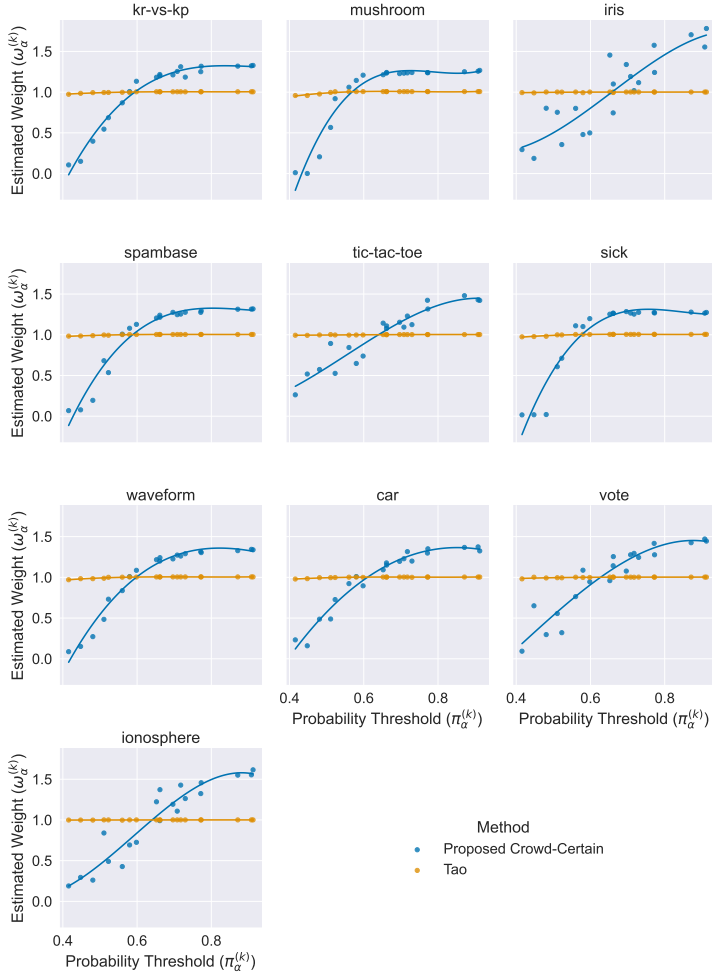 kr-vs-kp
mushroom
iris
Estimated Weight (ω_α^(k))
1.5
1.0
0.5
0.0
spambase
tic-tac-toe
sick
Estimated Weight (ω_α^(k))
1.5
1.0
0.5
0.0
waveform
car
vote
Estimated Weight (ω_α^(k))
1.5
1.0
0.5
0.0
0.4 0.6 0.8
0.4 0.6 0.8
Probability Threshold (π_α^(k))
Probability Threshold (π_α^(k))
ionosphere
Estimated Weight (ω_α^(k))
1.5
1.0
0.5
0.0
0.4 0.6 0.8
Probability Threshold (π_α^(k))
Method
Proposed Crowd-Certain
Tao